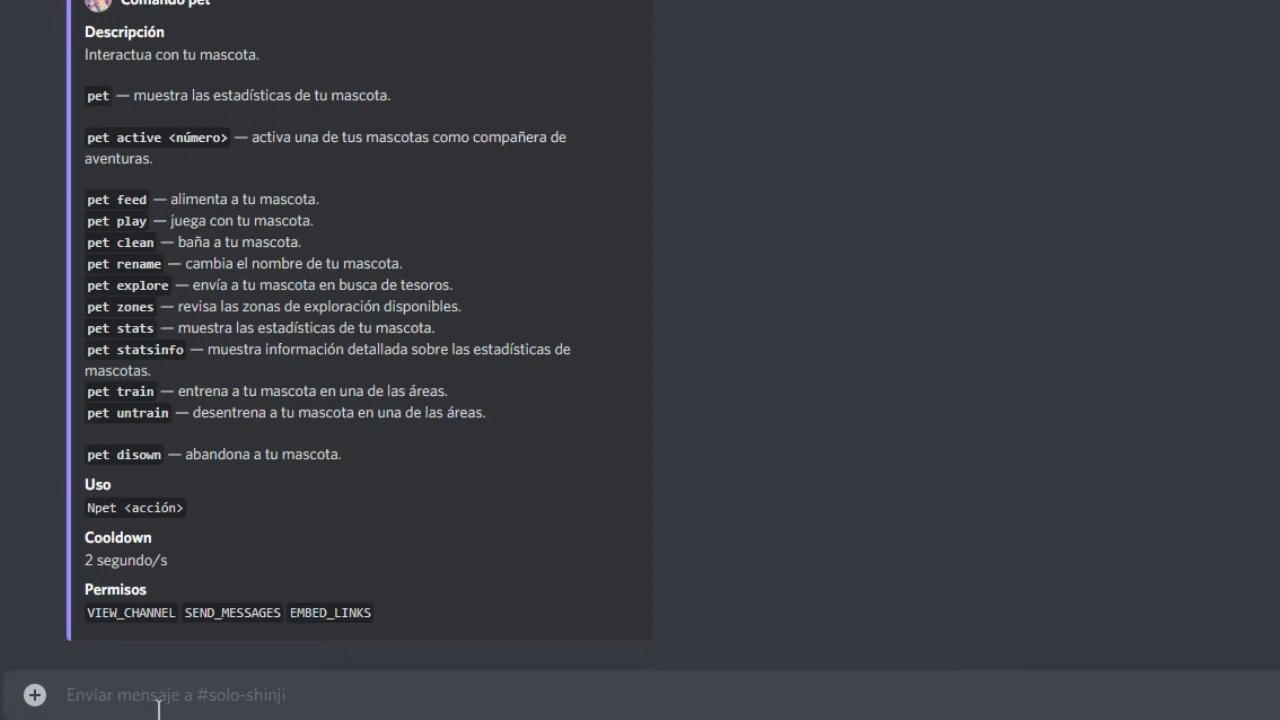 Comando pet
Descripción
Interactua con tu mascota.
pet — muestra las estadísticas de tu mascota.
pet active <número> — activa una de tus mascotas como compañera de
aventuras.
pet feed — alimenta a tu mascota.
pet play — juega con tu mascota.
pet clean — baña a tu mascota.
pet rename — cambia el nombre de tu mascota.
pet explore — envía a tu mascota en busca de tesoros.
pet zones — revisa las zonas de exploración disponibles.
pet stats — muestra las estadísticas de tu mascota.
pet statsinfo — muestra información detallada sobre las estadísticas de
mascotas.
pet train — entrena a tu mascota en una de las áreas.
pet untrain — desentrena a tu mascota en una de las áreas.
pet disown — abandona a tu mascota.
Uso
Npet <acción>
Cooldown
2 segundo/s
Permisos
VIEW_CHANNEL SEND_MESSAGES EMBED_LINKS
Enviar mensaje a #solo-shinji